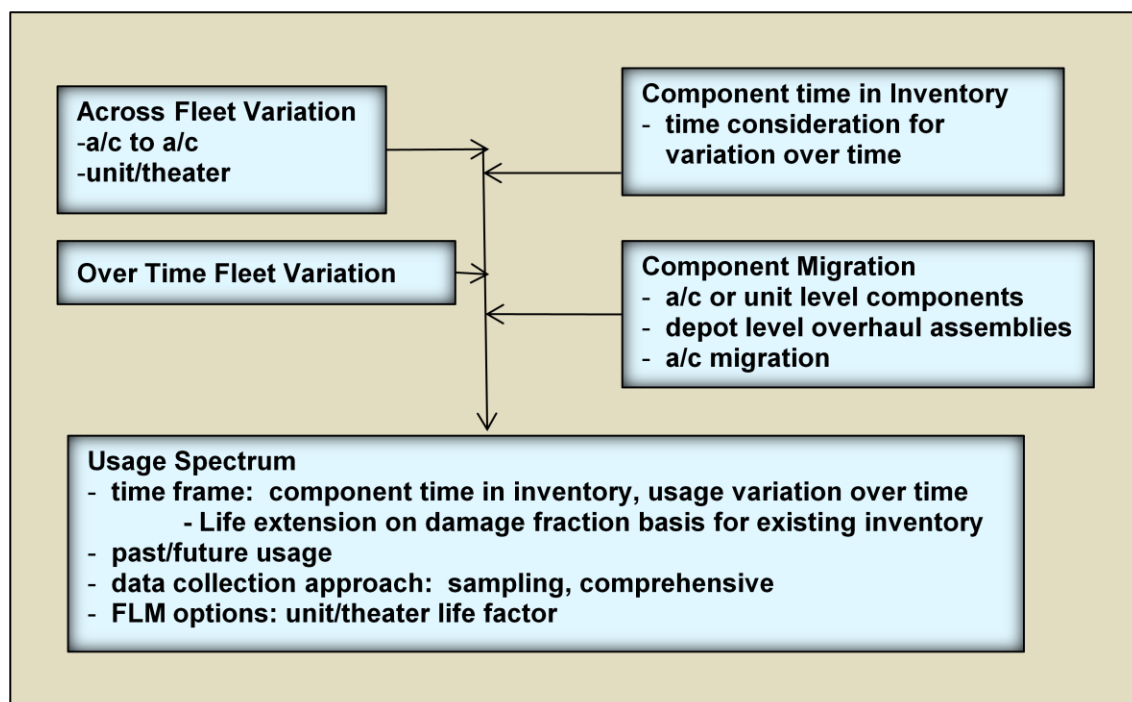 Across Fleet Variation
-a/c to a/c
-unit/theater
Component time in Inventory
- time consideration for
variation over time
Over Time Fleet Variation
Component Migration
- a/c or unit level components
- depot level overhaul assemblies
- a/c migration
Usage Spectrum
- time frame: component time in inventory, usage variation over time
- Life extension on damage fraction basis for existing inventory
- past/future usage
- data collection approach: sampling, comprehensive
- FLM options: unit/theater life factor